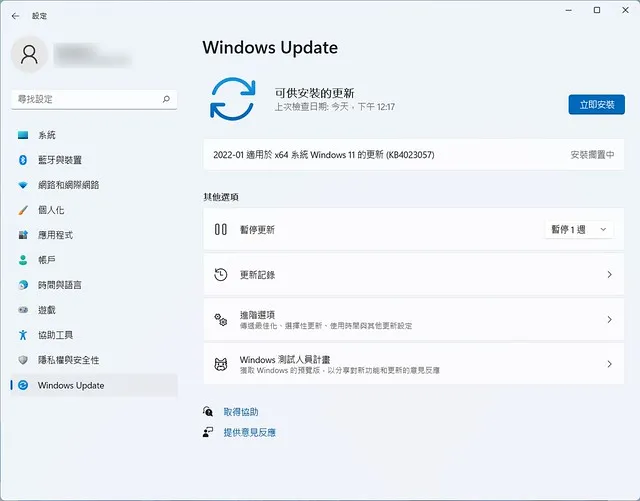 設定
Windows Update
可供安裝的更新
上次檢查日期: 今天，下午 12:17
立即安裝
尋找設定
2022-01 適用於 x64 系統 Windows 11 的更新 (KB4023057)
安裝擱置中
系統
藍牙與裝置
網路和網際網路
個人化
應用程式
帳戶
時間與語言
遊戲
協助工具
隱私權與安全性
Windows Update
其他選項
暫停更新
暫停 1 週
更新記錄
進階選項
傳遞最佳化、選擇性更新、使用時間與其他更新設定
Windows 測試人員計畫
獲取 Windows 的預覽版，以分享對新功能和更新的意見反應
取得協助
提供意見反應